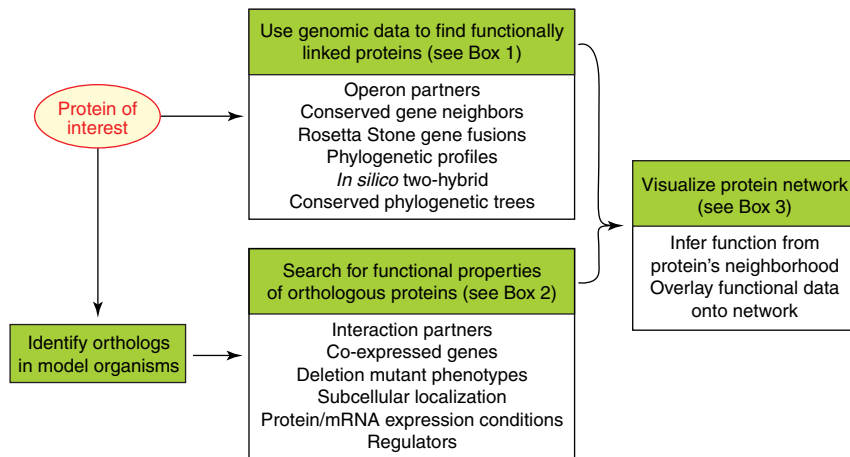 Protein of
interest
Use genomic data to find functionally
linked proteins (see Box 1)
Operon partners
Conserved gene neighbors
Rosetta Stone gene fusions
Phylogenetic profiles
In silico two-hybrid
Conserved phylogenetic trees
Identify orthologs
in model organisms
Search for functional properties
of orthologous proteins (see Box 2)
Interaction partners
Co-expressed genes
Deletion mutant phenotypes
Subcellular localization
Protein/mRNA expression conditions
Regulators
Visualize protein network
(see Box 3)
Infer function from
protein's neighborhood
Overlay functional data
onto network